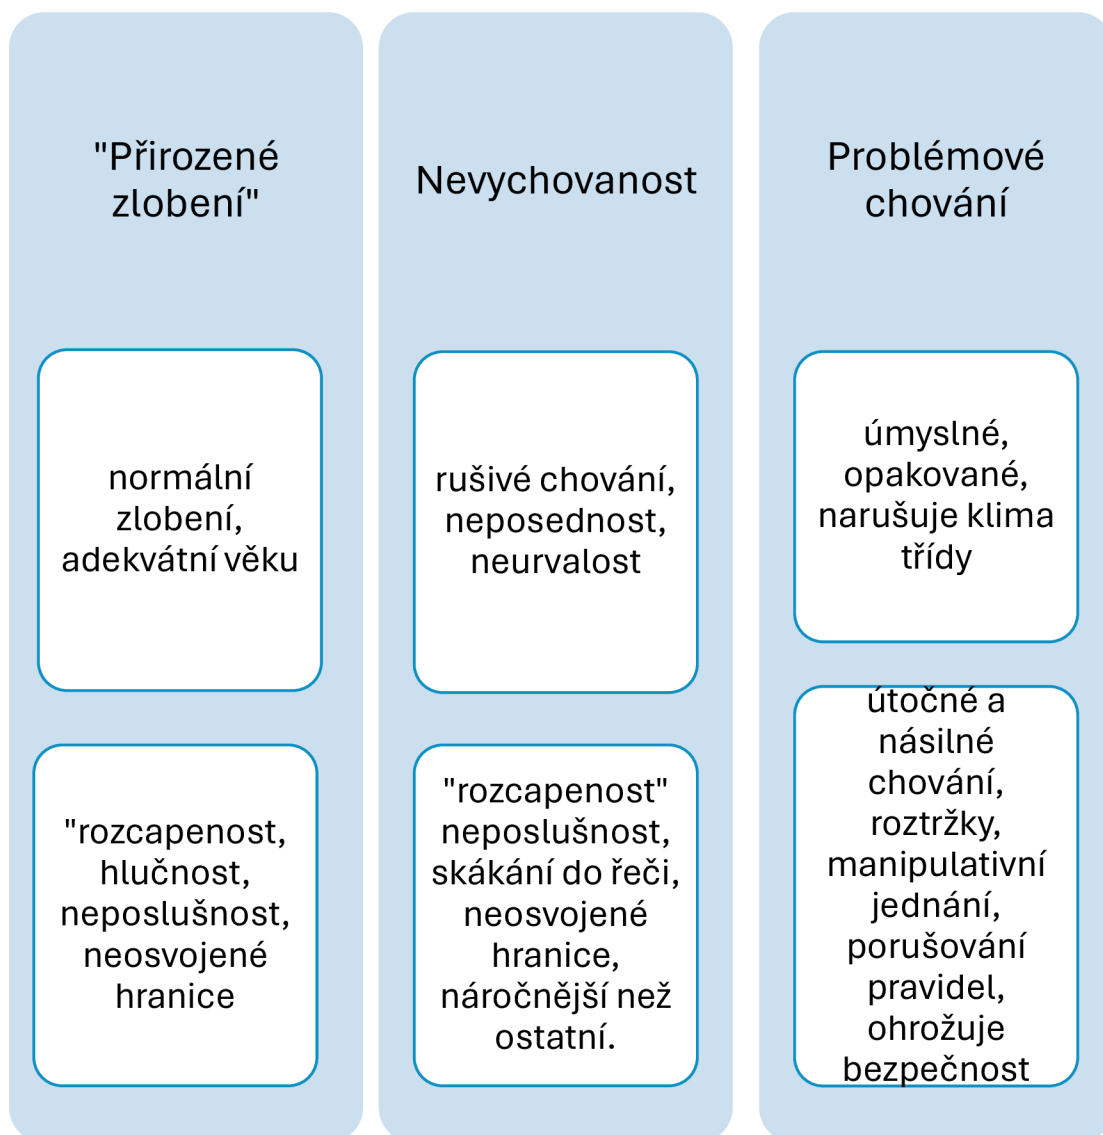 "Přirozené
zlobení"
normální
zlobení,
adekvátní věku
"rozcapenost,
hlučnost,
neposlušnost,
neosvojené
hranice
Nevychovanost
rušivé chování,
neposednost,
neurvalost
"rozcapenost"
neposlušnost,
skákání do řeči,
neosvojené
hranice,
náročnější než
ostatní.
Problémové
chování
úmyslné,
opakované,
narušuje klima
třídy
útočné a
násilné
chování,
roztržky,
manipulativní
jednání,
porušování
pravidel,
ohrožuje
bezpečnost